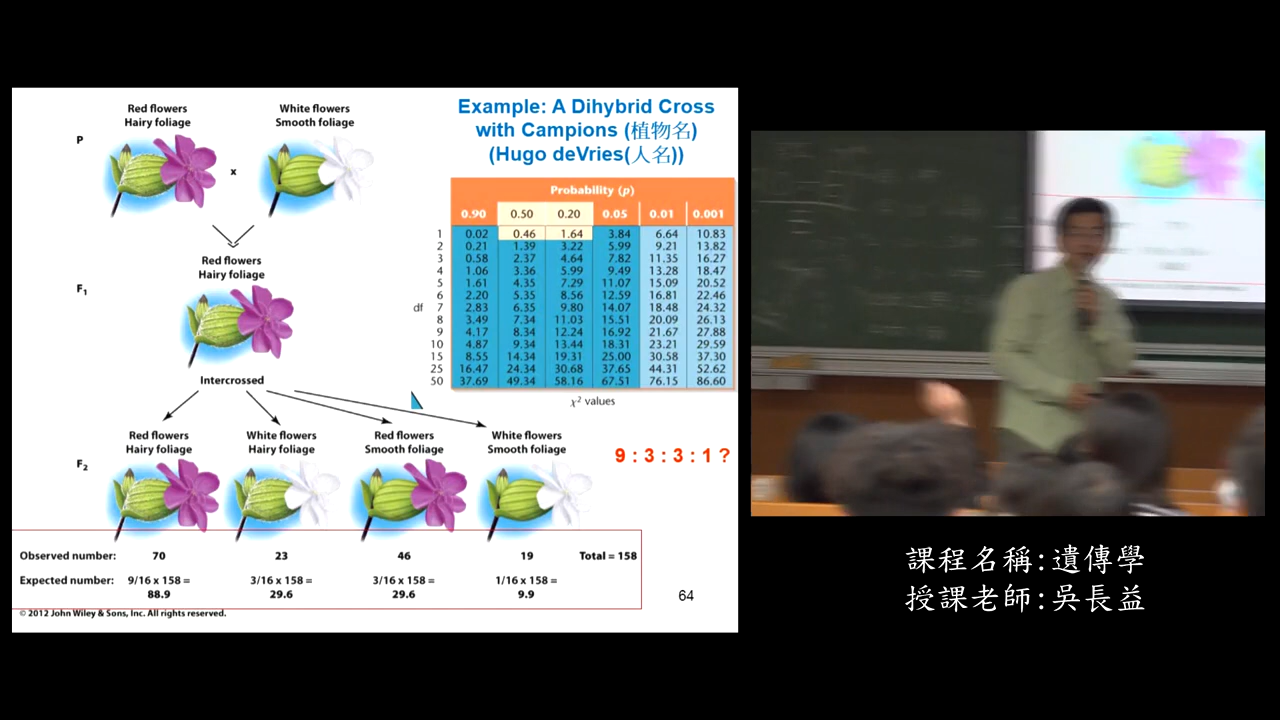 Example: A Dihybrid Cross
with Campions (植物名)
(Hugo deVries(人名))
Red flowers
Hairy foliage
White flowers
Smooth foliage
P
x
Red flowers
Hairy foliage
F1
Intercrossed
Red flowers
Hairy foliage
White flowers
Hairy foliage
Red flowers
Smooth foliage
White flowers
Smooth foliage
F2
Observed number: 70 23 46 19 Total = 158
Expected number: 9/16 x 158 = 3/16 x 158 = 3/16 x 158 = 1/16 x 158 =
88.9 29.6 29.6 9.9
© 2012 John Wiley & Sons, Inc. All rights reserved.
Probability (p)
0.90 0.50 0.20 0.05 0.01 0.001
1 0.02 0.46 1.64 3.84 6.64 10.83
2 0.21 1.39 3.22 5.99 9.21 13.82
3 0.58 2.37 4.64 7.82 11.35 16.27
4 1.06 3.36 5.99 9.49 13.28 18.47
5 1.61 4.35 7.29 11.07 15.09 20.52
6 2.20 5.35 8.56 12.59 16.81 22.46
df 7 2.83 6.35 9.80 14.07 18.48 24.32
8 3.49 7.34 11.03 15.51 20.09 26.13
9 4.17 8.34 12.24 16.92 21.67 27.88
10 4.87 9.34 13.44 18.31 23.21 29.59
15 8.55 14.34 19.31 25.00 30.58 37.30
25 16.47 24.34 30.68 37.65 44.31 52.62
50 37.69 49.34 58.16 67.51 76.15 86.60
χ2 values
9 : 3 : 3 : 1 ?
64
課程名稱:遺傳學
授課老師:吳長益